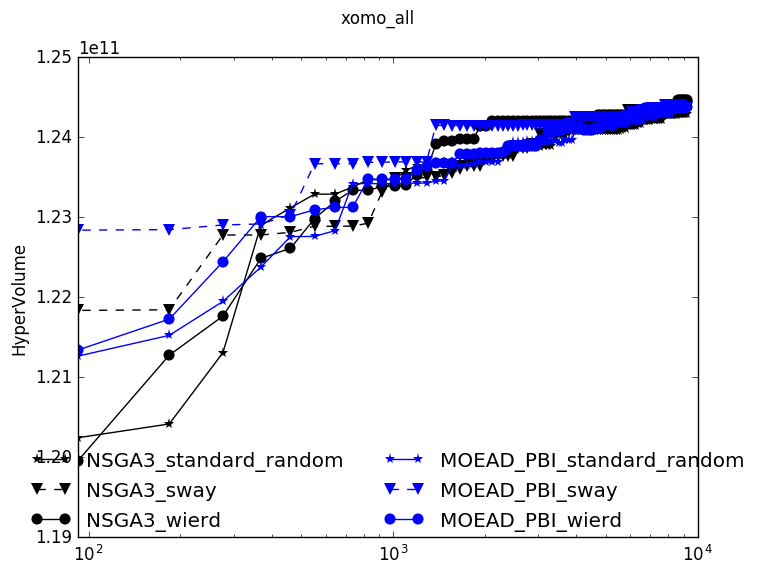 xomo_all
1e11
1.25
1.24
1.23
1.22
1.21
1.20
1.19
HyperVolume
NSGA3_standard_random MOEAD_PBI_standard_random
NSGA3_sway MOEAD_PBI_sway
NSGA3_wierd MOEAD_PBI_wierd
10² 10³ 10⁴